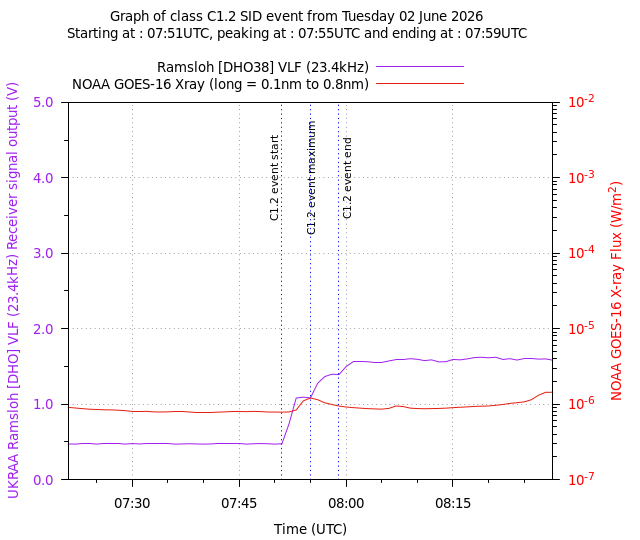 Graph of class C1.2 SID event from Tuesday 02 June 2026
Starting at : 07:51UTC, peaking at : 07:55UTC and ending at : 07:59UTC
Ramsloh [DHO38] VLF (23.4kHz)
NOAA GOES-16 Xray (long = 0.1nm to 0.8nm)
UKRAA Ramsloh [DHO] VLF (23.4kHz) Receiver signal output (V)
5.0
4.0
3.0
2.0
1.0
0.0
C1.2 event start
C1.2 event maximum
C1.2 event end
10-2
10-3
10-4
10-5
10-6
10-7
NOAA GOES-16 X-ray Flux (W/m2)
07:30
07:45
08:00
08:15
Time (UTC)